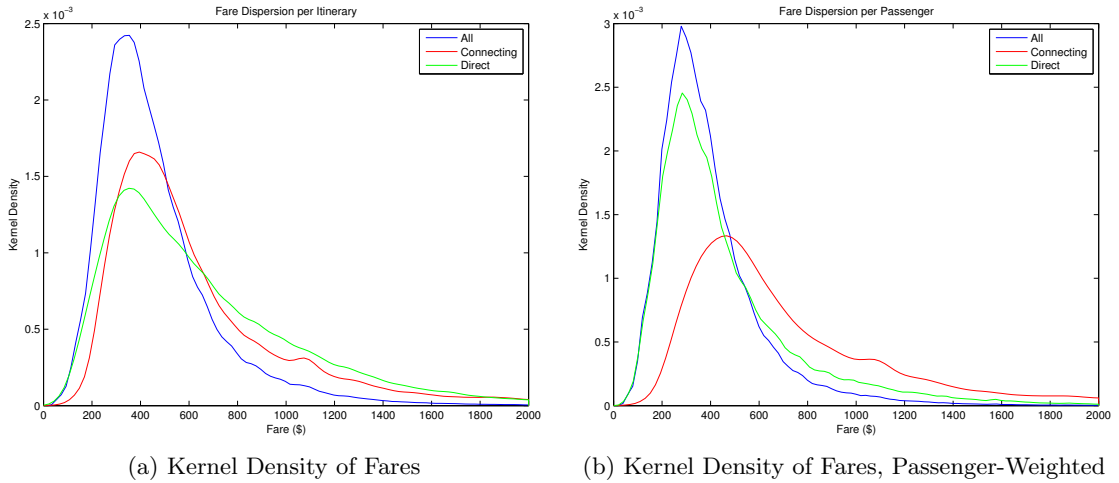 Fare Dispersion per Itinerary
2.5 x 10⁻³
2
1.5
1
0.5
0
0 200 400 600 800 1000 1200 1400 1600 1800 2000
Kernel Density
Fare ($)
All
Connecting
Direct
(a) Kernel Density of Fares
Fare Dispersion per Passenger
3 x 10⁻³
2.5
2
1.5
1
0.5
0
0 200 400 600 800 1000 1200 1400 1600 1800 2000
Kernel Density
Fare ($)
All
Connecting
Direct
(b) Kernel Density of Fares, Passenger-Weighted